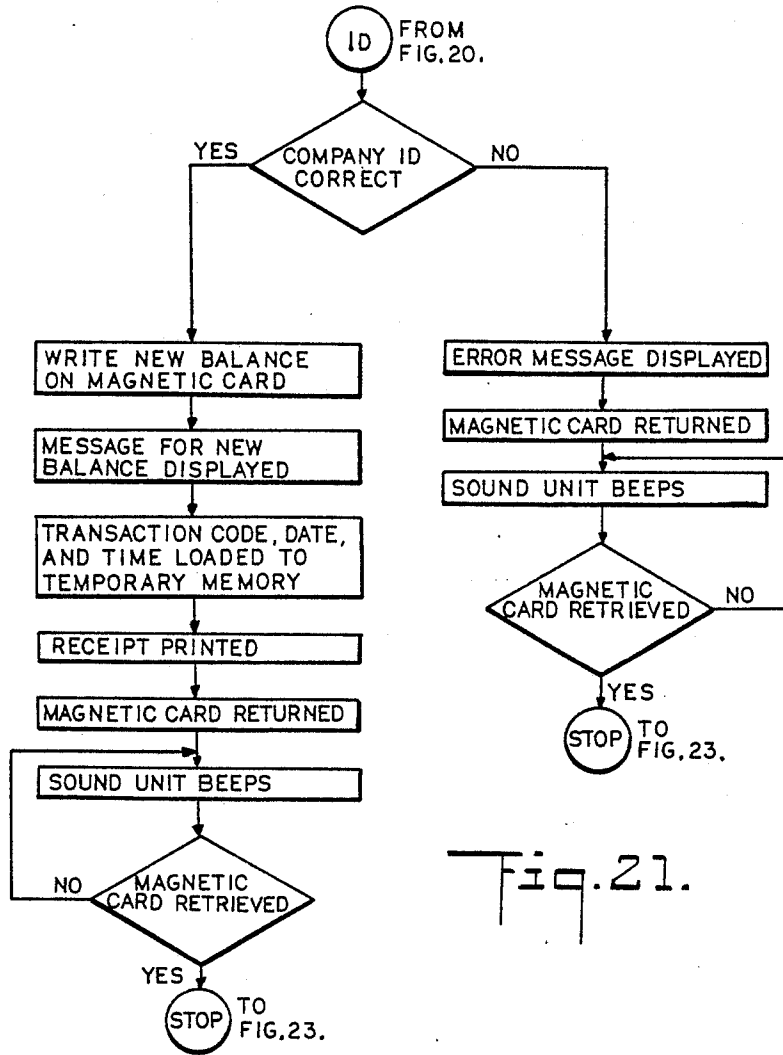 ID
FROM
FIG.20.
COMPANY ID
CORRECT
YES
NO
WRITE NEW BALANCE
ON MAGNETIC CARD
MESSAGE FOR NEW
BALANCE DISPLAYED
TRANSACTION CODE, DATE,
AND TIME LOADED TO
TEMPORARY MEMORY
RECEIPT PRINTED
MAGNETIC CARD RETURNED
SOUND UNIT BEEPS
MAGNETIC
CARD RETRIEVED
NO
YES
STOP
TO
FIG.23.
ERROR MESSAGE DISPLAYED
MAGNETIC CARD RETURNED
SOUND UNIT BEEPS
MAGNETIC
CARD RETRIEVED
NO
YES
STOP
TO
FIG.23.
Fig.21.